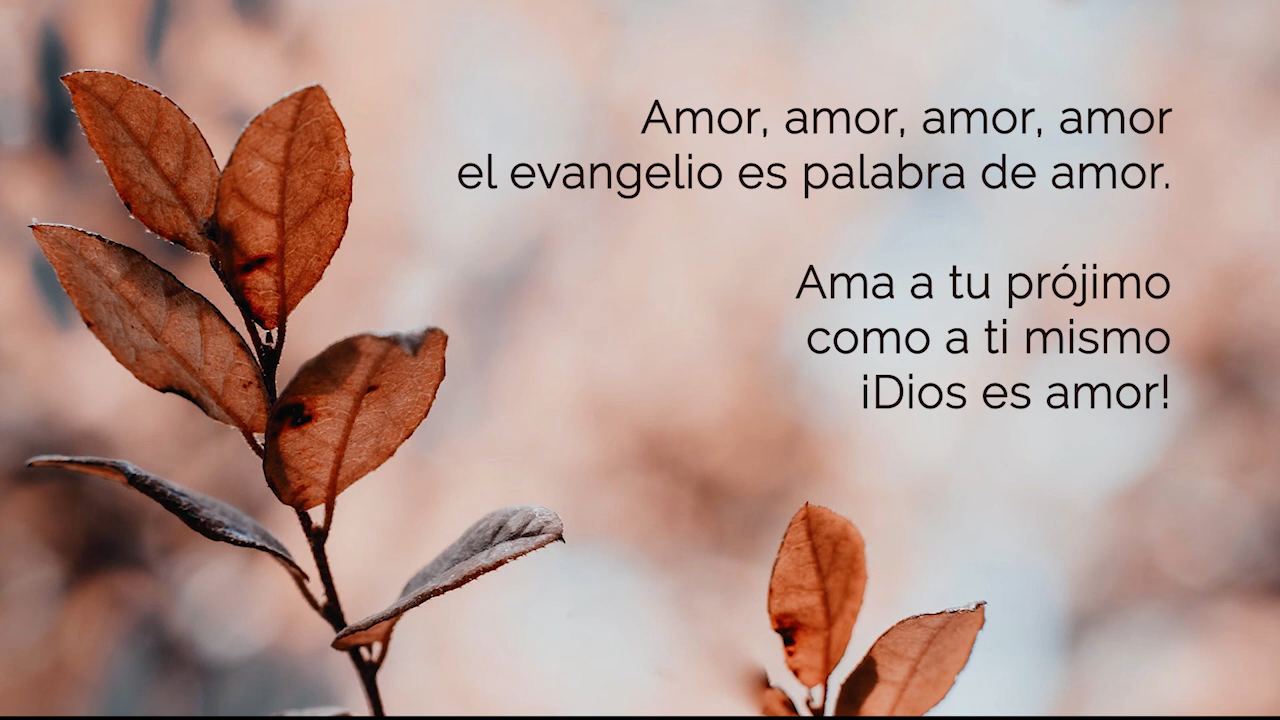 Amor, amor, amor, amor
el evangelio es palabra de amor.
Ama a tu prójimo
como a ti mismo
¡Dios es amor!